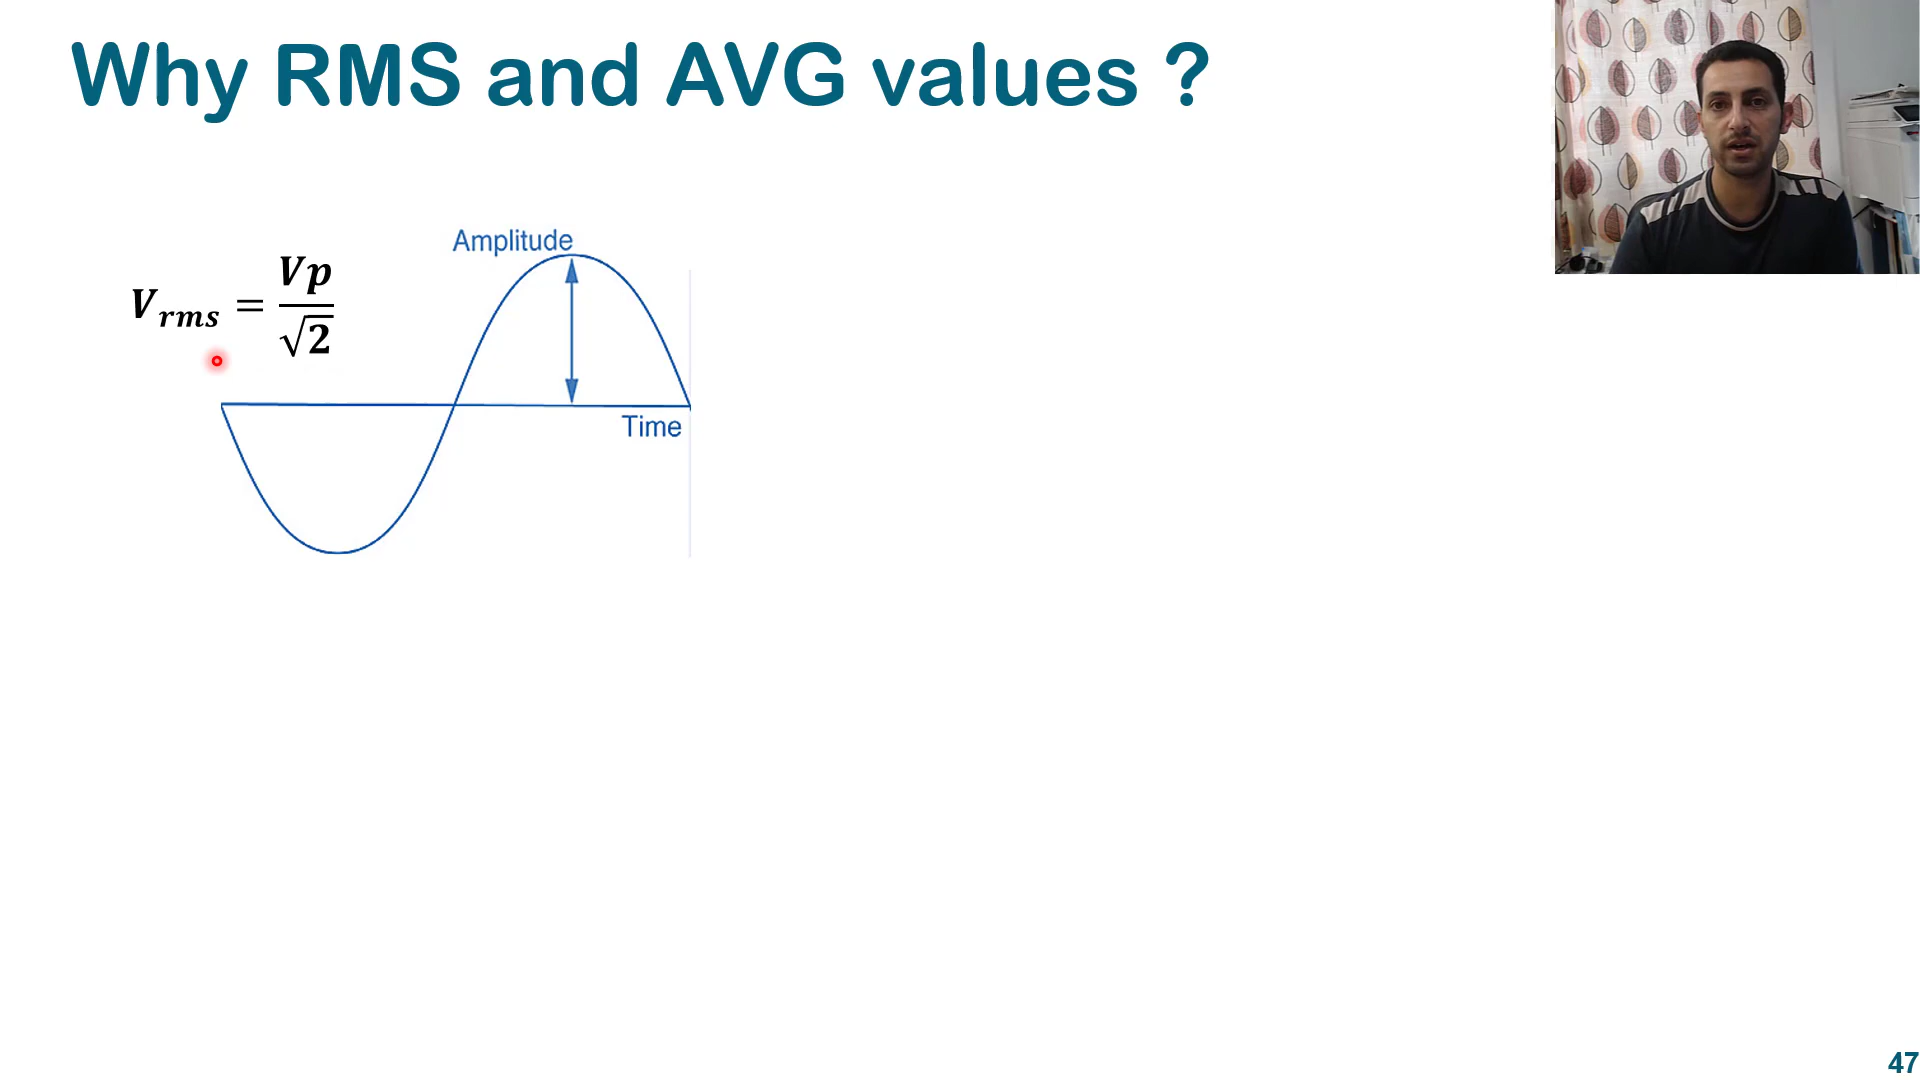 Why RMS and AVG values ?
Amplitude
V_{rms} = \frac{Vp}{\sqrt{2}}
Time
47